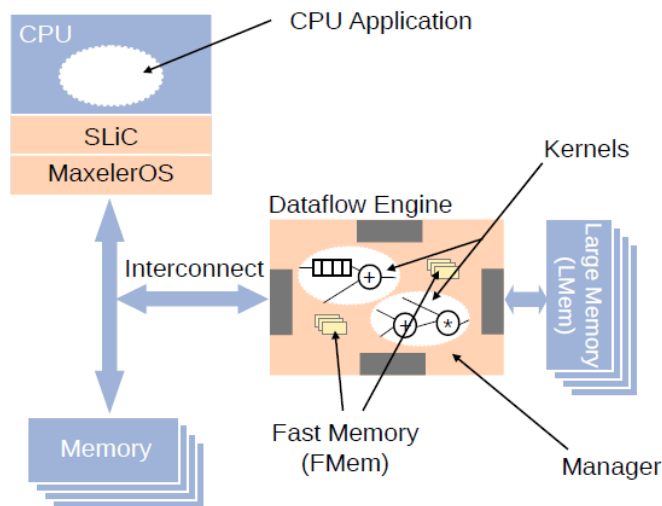 CPU Application
CPU
SLiC
MaxelerOS
Kernels
Dataflow Engine
Interconnect
Large Memory
(LMem)
+
+
*
Memory
Fast Memory
(FMem)
Manager